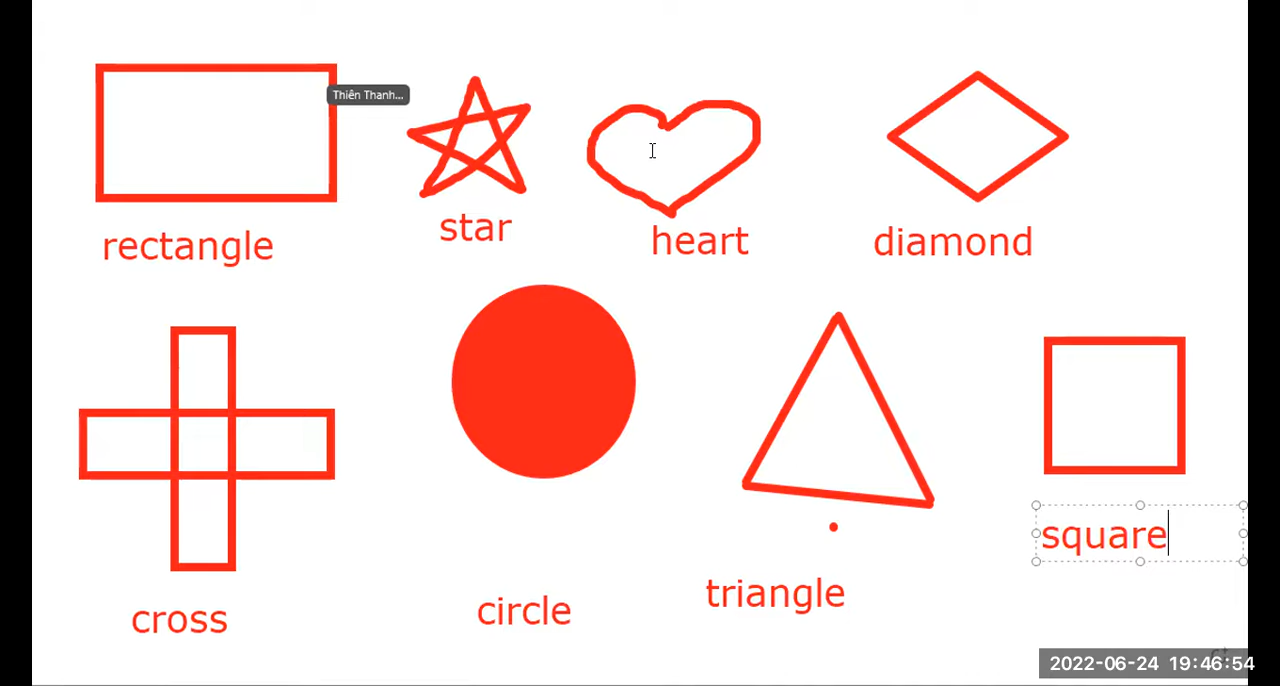 Thiên Thanh...
star
heart
diamond
rectangle
square
triangle
circle
cross
2022-06-24 19:46:54